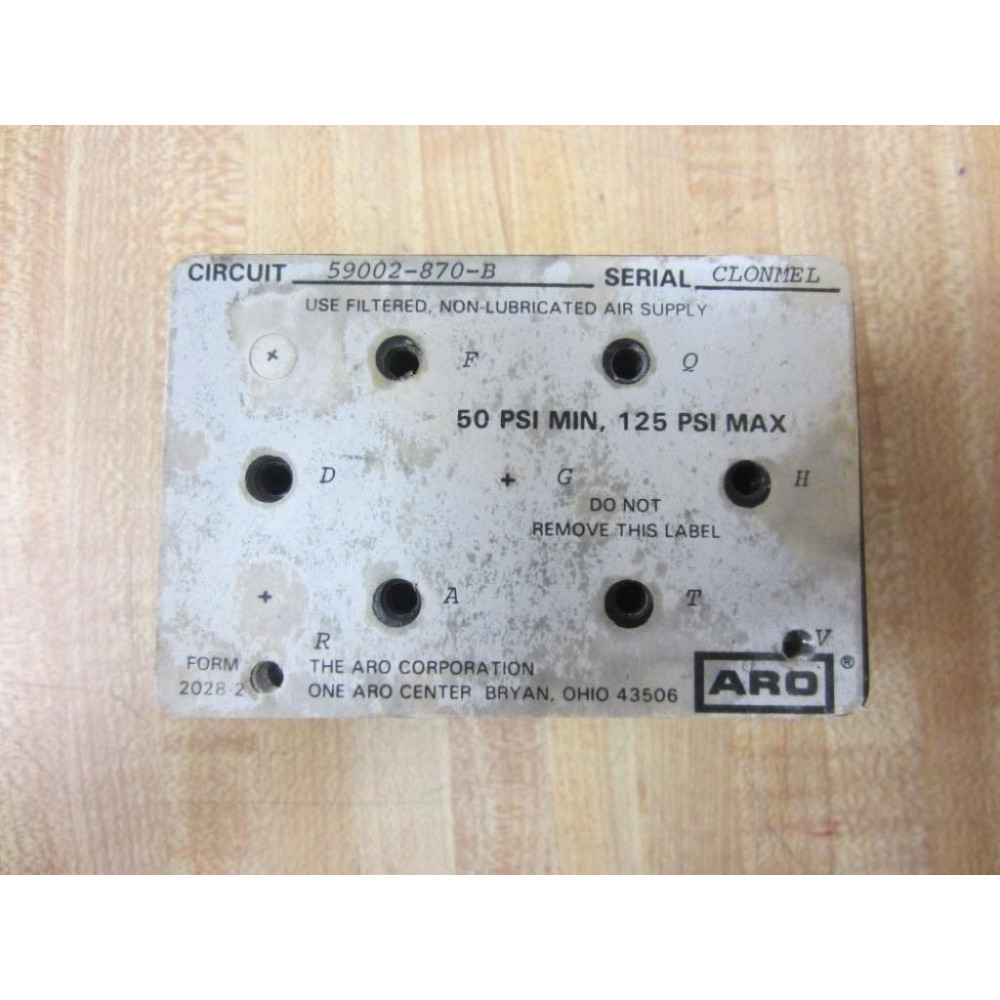 CIRCUIT 59002-870-B SERIAL CLONMEL
USE FILTERED, NON-LUBRICATED AIR SUPPLY
F Q
50 PSI MIN, 125 PSI MAX
D G H
DO NOT
REMOVE THIS LABEL
A T
R V
FORM THE ARO CORPORATION
2028-2 ONE ARO CENTER BRYAN, OHIO 43506
ARO ®